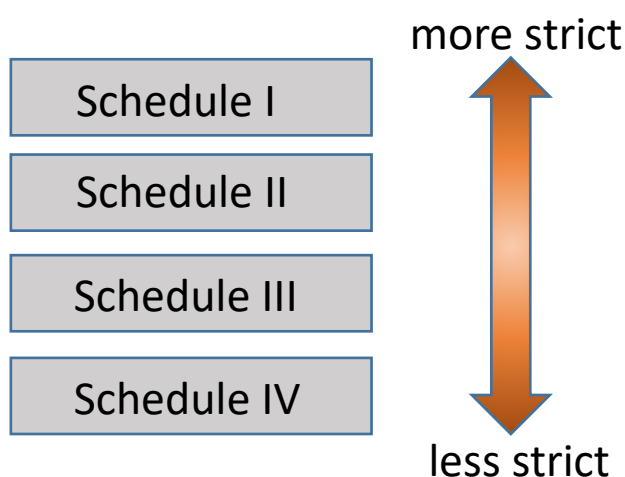 more strict
Schedule I
Schedule II
Schedule III
Schedule IV
less strict